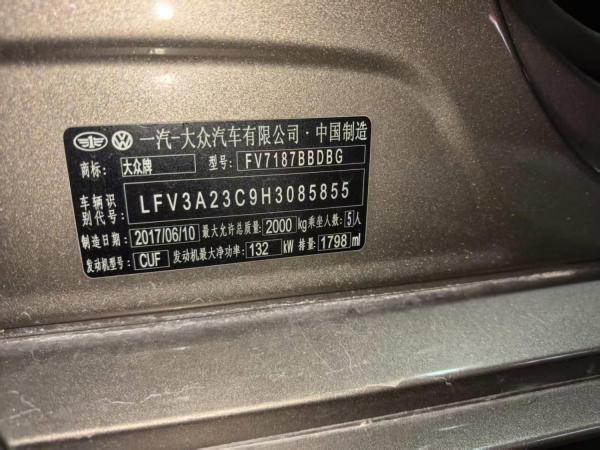 一汽-大众汽车有限公司·中国制造
商标: 大众牌 型号: FV7187BBDBG
车辆识别代号: LFV3A23C9H3085855
制造日期: 2017/06/10 最大允许总质量: 2000 kg 乘坐人数: 5人
发动机型号: CUF 发动机最大净功率: 132 kW 排量: 1798 ml